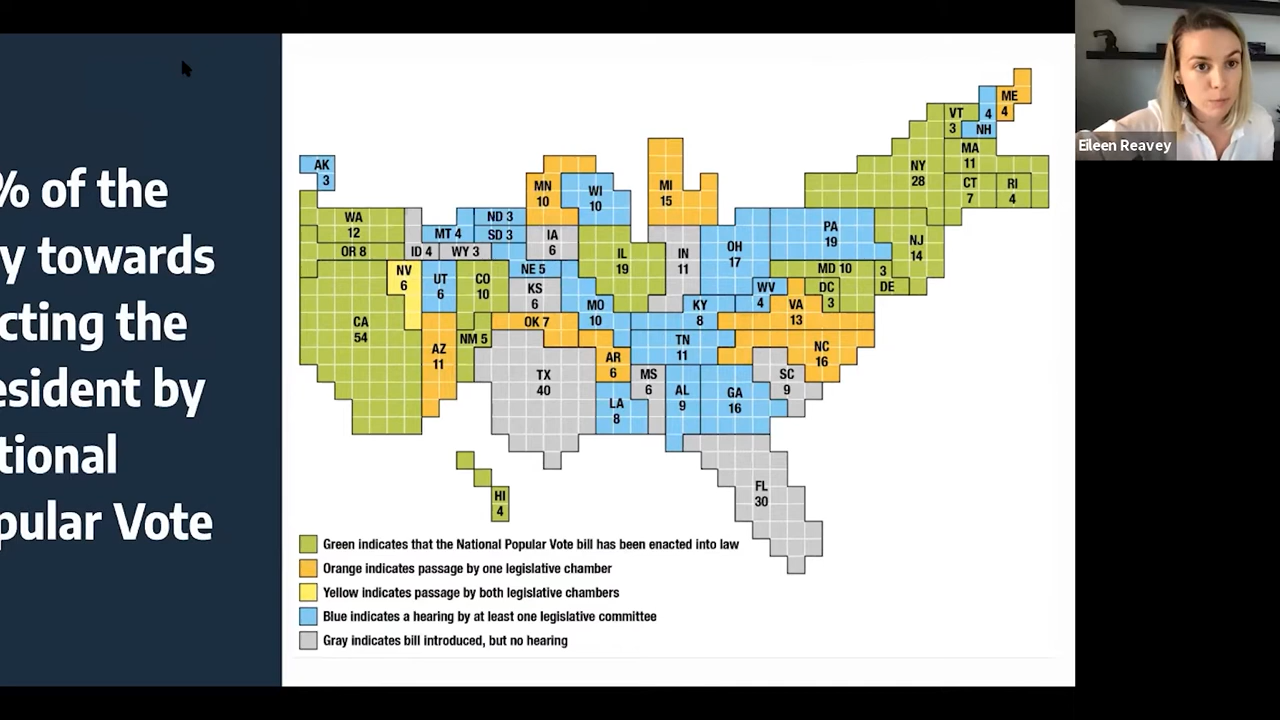 % of the
y towards
cting the
esident by
tional
pular Vote
ME
4
VT
3
4
NH
MA
11
NY
28
CT
7
RI
4
AK
3
MN
10
WI
10
MI
15
WA
12
ND 3
MT 4
SD 3
IA
6
OR 8
ID 4
WY 3
IL
19
IN
11
OH
17
PA
19
NJ
14
NV
6
UT
6
CO
10
NE 5
KS
6
MD 10
3
DE
DC
3
WV
4
VA
13
KY
8
MO
10
CA
54
OK 7
NM 5
AZ
11
TN
11
NC
16
AR
6
TX
40
MS
6
SC
9
LA
8
AL
9
GA
16
FL
30
HI
4
Green indicates that the National Popular Vote bill has been enacted into law
Orange indicates passage by one legislative chamber
Yellow indicates passage by both legislative chambers
Blue indicates a hearing by at least one legislative committee
Gray indicates bill introduced, but no hearing
Eileen Reavey